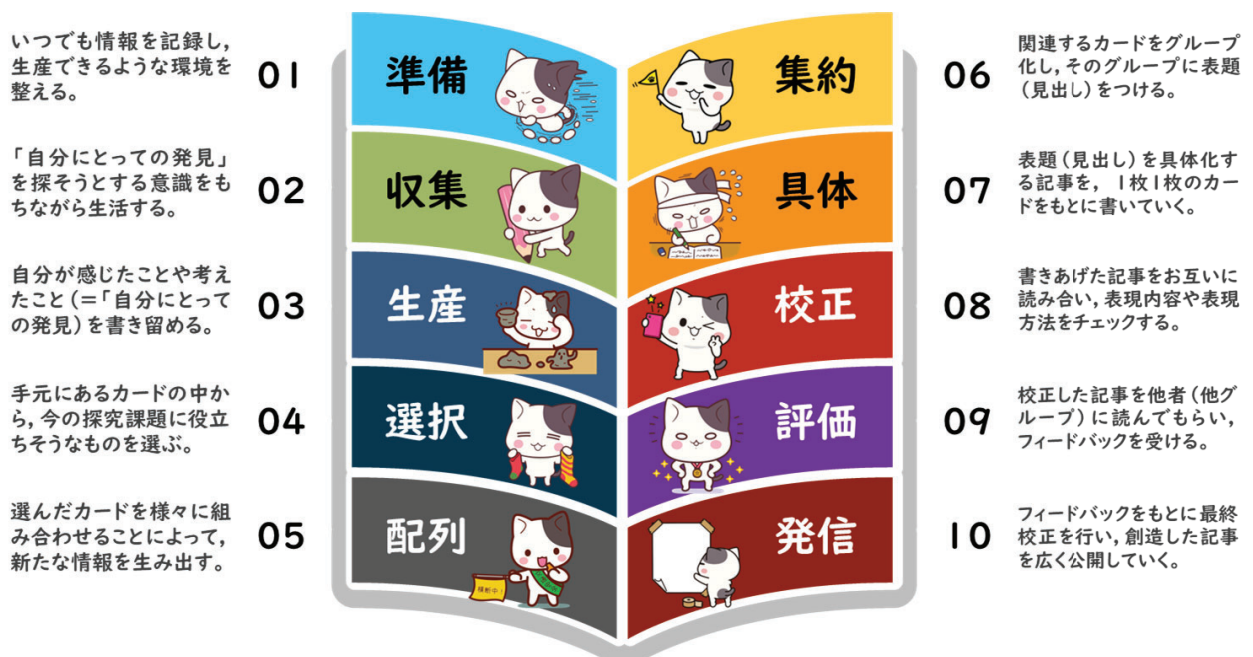 いつでも情報を記録し，
生産できるような環境を
整える。
01
準備
「自分にとっての発見」
を探そうとする意識をも
ちながら生活する。
02
収集
自分が感じたことや考え
たこと（＝「自分にとって
の発見）を書き留める。
03
生産
手元にあるカードの中か
ら，今の探究課題に役立
ちそうなものを選ぶ。
04
選択
選んだカードを様々に組
み合わせることによって，
新たな情報を生み出す。
05
配列
横断中！
集約
06
関連するカードをグループ
化し，そのグループに表題
（見出し）をつける。
具体
07
表題（見出し）を具体化す
る記事を，1枚1枚のカー
ドをもとに書いていく。
校正
08
書きあげた記事をお互いに
読み合い，表現内容や表現
方法をチェックする。
評価
09
校正した記事を他者（他
グループ）に読んでもらい，
フィードバックを受ける。
発信
10
フィードバックをもとに最終
校正を行い，創造した記事
を広く公開していく。